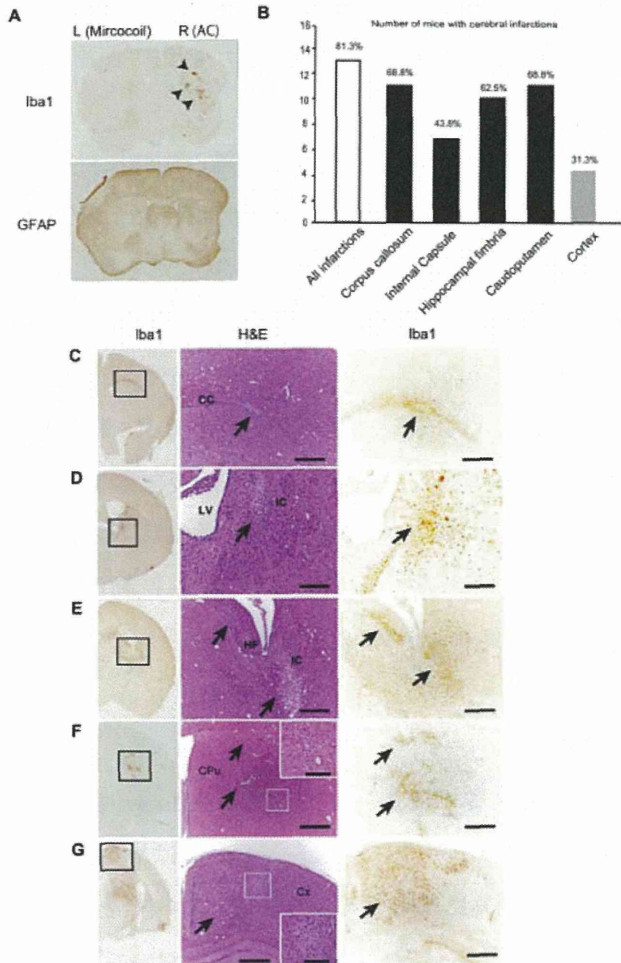 A
L (Mircocoil) R (AC)
Iba1
GFAP
B
Number of mice with cerebral infarctions
16
14
12
10
8
6
4
2
0
81.3%
68.8%
43.8%
62.5%
68.8%
31.3%
All infarctions
Corpus callosum
Internal Capsule
Hippocampal fimbria
Caudoputamen
Cortex
Iba1 H&E Iba1
C
CC
D
LV IC
E
HF IC
F
CPu
G
Cx